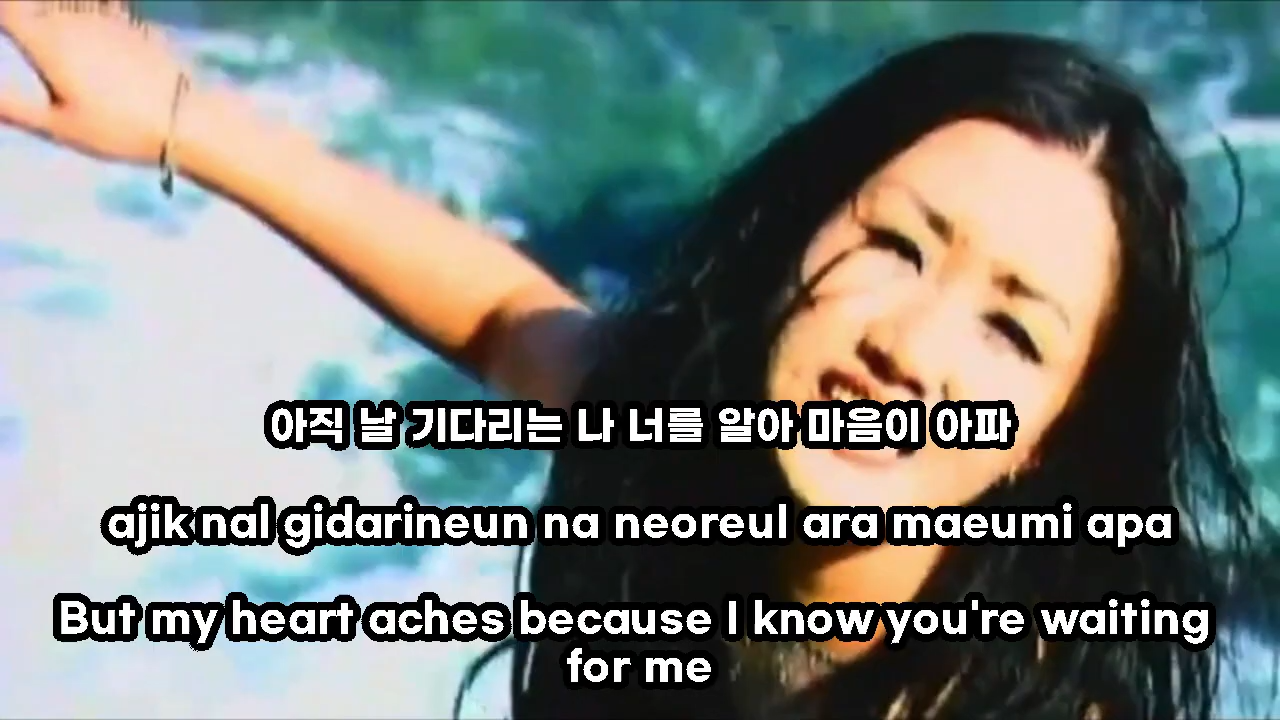 아직 날 기다리는 나 너를 알아 마음이 아파
ajik nal gidarineun na neoreul ara maeumi apa
But my heart aches because I know you're waiting
for me